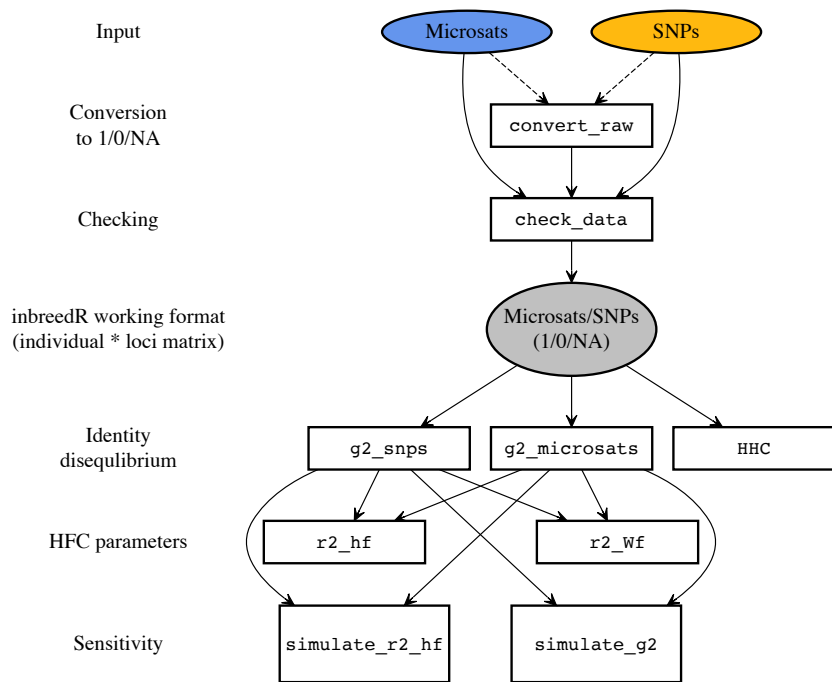 Input
Microsats
SNPs
Conversion
to 1/0/NA
convert_raw
Checking
check_data
inbreedR working format
(individual * loci matrix)
Microsats/SNPs
(1/0/NA)
Identity
disequlibrium
g2_snps
g2_microsats
HHC
HFC parameters
r2_hf
r2_Wf
Sensitivity
simulate_r2_hf
simulate_g2